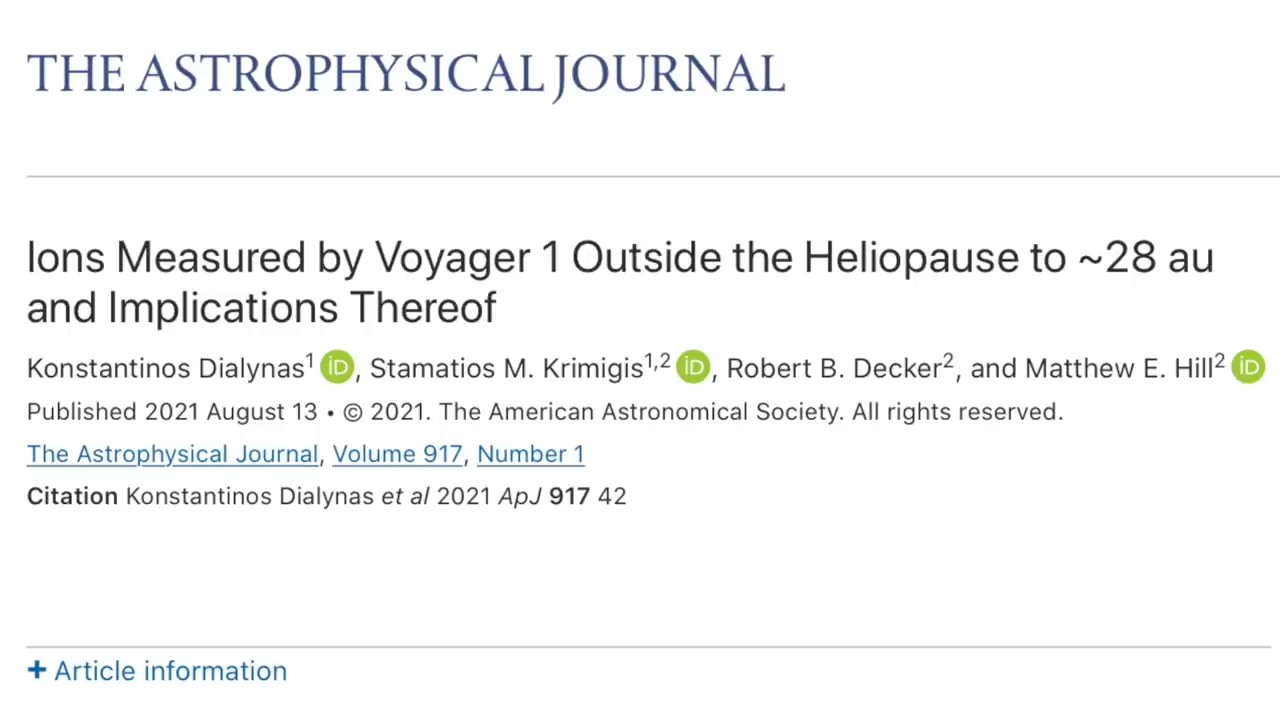 THE ASTROPHYSICAL JOURNAL
Ions Measured by Voyager 1 Outside the Heliopause to ~28 au
and Implications Thereof
Konstantinos Dialynas1 iD, Stamatios M. Krimigis1,2 iD, Robert B. Decker2, and Matthew E. Hill2 iD
Published 2021 August 13 • © 2021. The American Astronomical Society. All rights reserved.
The Astrophysical Journal, Volume 917, Number 1
Citation Konstantinos Dialynas et al 2021 ApJ 917 42
+ Article information